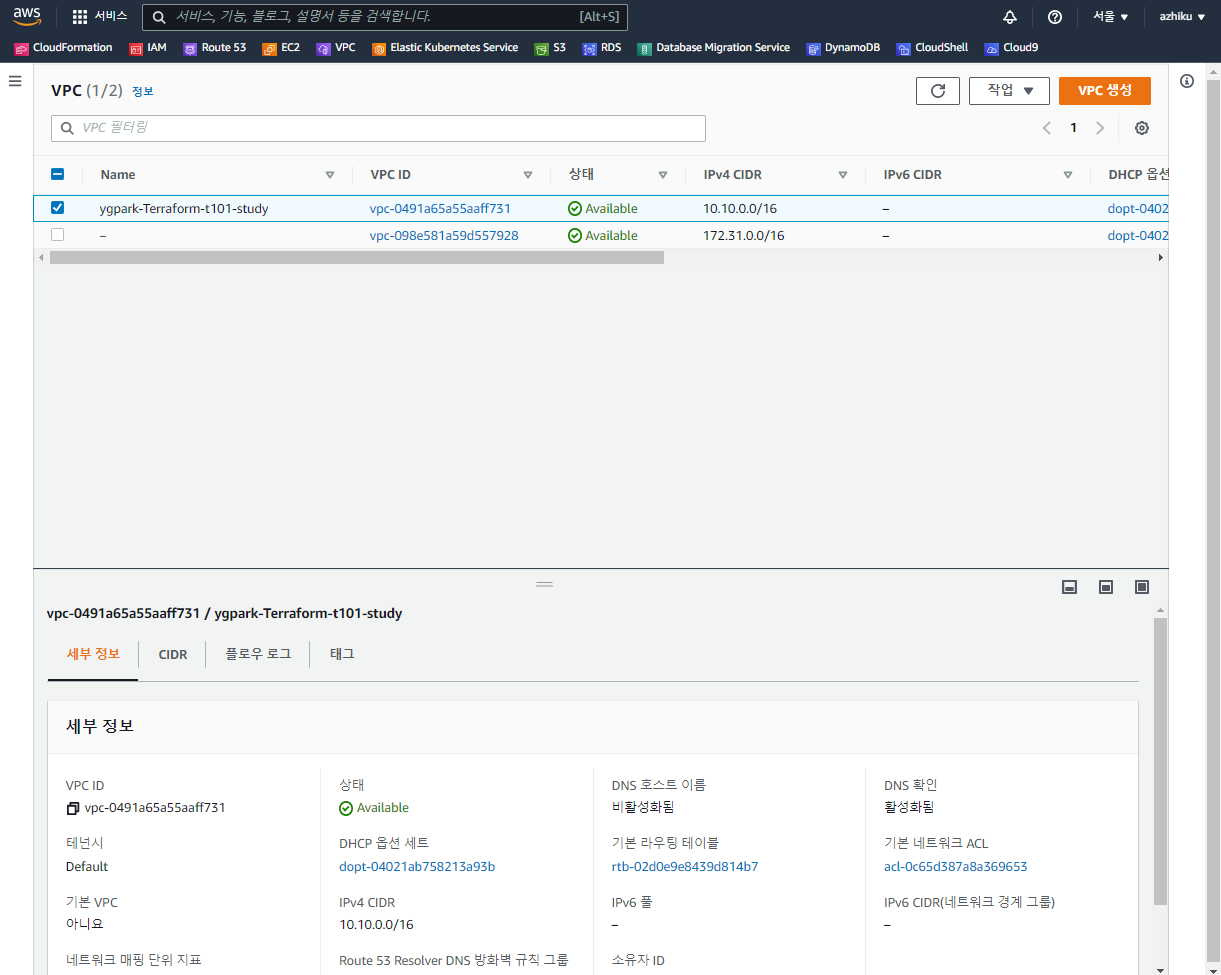 aws 서비스 서비스, 기능, 블로그, 설명서 등을 검색합니다. [Alt+S] 서울 ▼ azhiku ▼
CloudFormation IAM Route 53 EC2 VPC Elastic Kubernetes Service S3 RDS Database Migration Service DynamoDB CloudShell Cloud9
VPC (1/2) 정보 작업 ▼ VPC 생성
VPC 필터링 1
Name VPC ID 상태 IPv4 CIDR IPv6 CIDR DHCP 옵션
ygpark-Terraform-t101-study vpc-0491a65a55aaff731 Available 10.10.0.0/16 – dopt-0402
– vpc-098e581a59d557928 Available 172.31.0.0/16 – dopt-0402
vpc-0491a65a55aaff731 / ygpark-Terraform-t101-study
세부 정보 CIDR 플로우 로그 태그
세부 정보
VPC ID 상태 DNS 호스트 이름 DNS 확인
vpc-0491a65a55aaff731 Available 비활성화됨 활성화됨
테넌시 DHCP 옵션 세트 기본 라우팅 테이블 기본 네트워크 ACL
Default dopt-04021ab758213a93b rtb-02d0e9e8439d814b7 acl-0c65d387a8a369653
기본 VPC IPv4 CIDR IPv6 풀 IPv6 CIDR(네트워크 경계 그룹)
아니요 10.10.0.0/16 – –
네트워크 매핑 단위 지표 Route 53 Resolver DNS 방화벽 규칙 그룹 소유자 ID